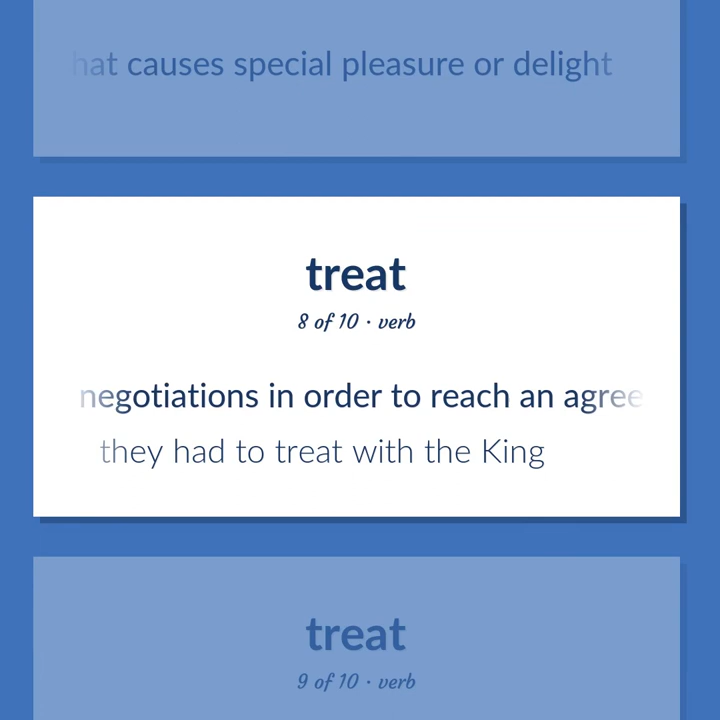 hat causes special pleasure or delight
treat
8 of 10 · verb
negotiations in order to reach an agree
they had to treat with the King
treat
9 of 10 · verb